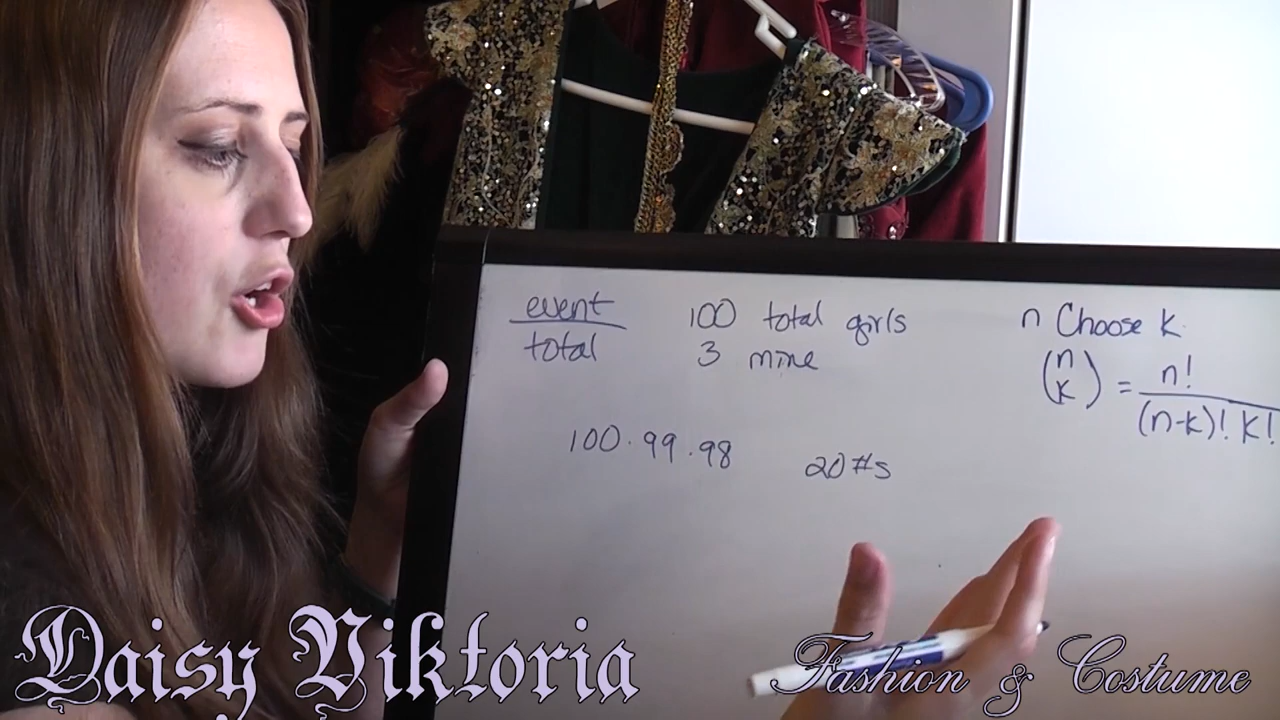 event
total
100 total girls
3 mine
n Choose k
(n k) = n! / (n-k)! k!
100 · 99 . 98
20 #s
Daisy Viktoria
Fashion & Costume